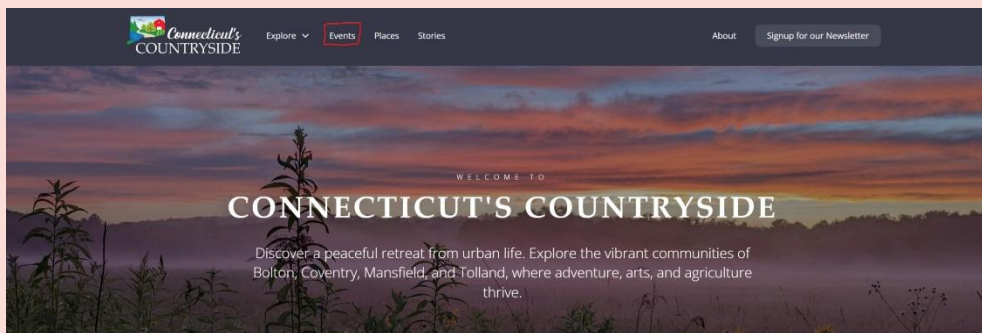 Connecticut's
COUNTRYSIDE
Explore
Events
Places
Stories
About
Signup for our Newsletter
WELCOME TO
CONNECTICUT'S COUNTRYSIDE
Discover a peaceful retreat from urban life. Explore the vibrant communities of
Bolton, Coventry, Mansfield, and Tolland, where adventure, arts, and agriculture
thrive.